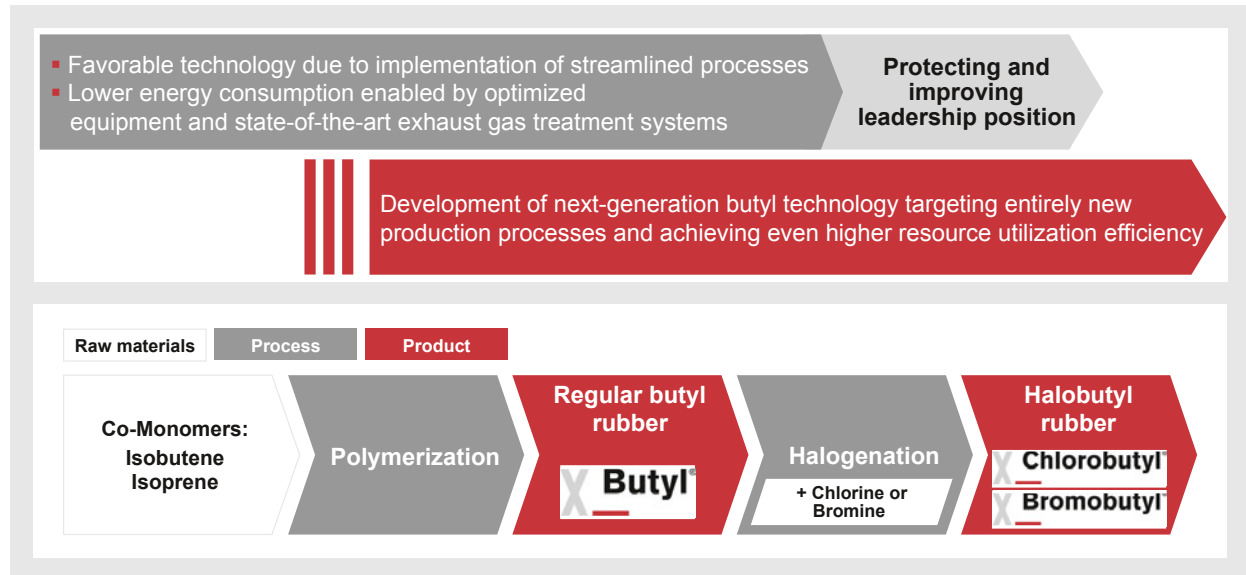 ▪ Favorable technology due to implementation of streamlined processes
▪ Lower energy consumption enabled by optimized
equipment and state-of-the-art exhaust gas treatment systems
Protecting and
improving
leadership position
Development of next-generation butyl technology targeting entirely new
production processes and achieving even higher resource utilization efficiency
Raw materials
Process
Product
Co-Monomers:
Isobutene
Isoprene
Polymerization
Regular butyl
rubber
X_Butyl®
Halogenation
+ Chlorine or
Bromine
Halobutyl
rubber
X_Chlorobutyl®
X_Bromobutyl®